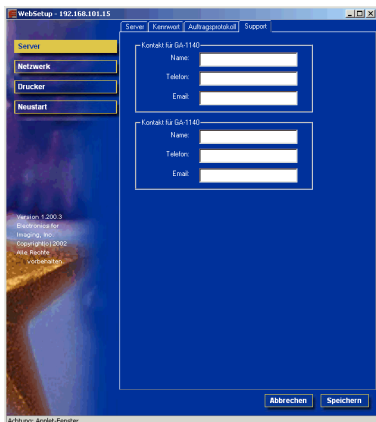 WebSetup - 192.168.101.15
Server Kennwort Auftragsprotokoll Support
Server
Netzwerk
Drucker
Neustart
Kontakt für GA-1140
Name:
Telefon:
Email:
Kontakt für GA-1140
Name:
Telefon:
Email:
Version 1.200.3
Electronics for
Imaging, Inc.
Copyright(c)2002
Alle Rechte
vorbehalten.
Abbrechen Speichern
Achtung: Applet-Fenster